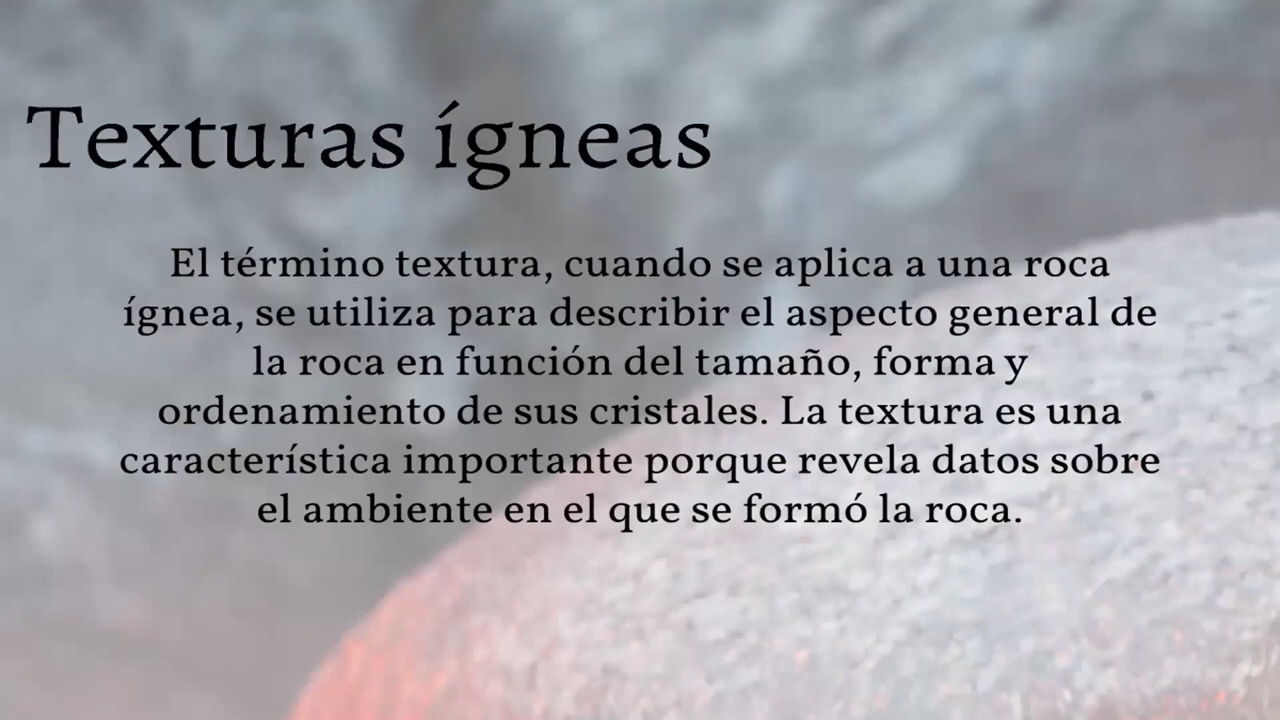 Texturas ígneas
El término textura, cuando se aplica a una roca
ígnea, se utiliza para describir el aspecto general de
la roca en función del tamaño, forma y
ordenamiento de sus cristales. La textura es una
característica importante porque revela datos sobre
el ambiente en el que se formó la roca.